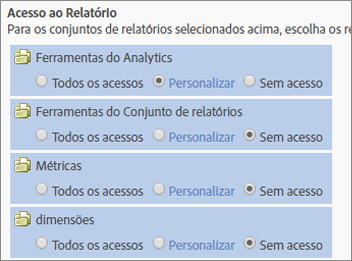 Acesso ao Relatório
Para os conjuntos de relatórios selecionados acima, escolha os re
Ferramentas do Analytics
Todos os acessos Personalizar Sem acesso
Ferramentas do Conjunto de relatórios
Todos os acessos Personalizar Sem acesso
Métricas
Todos os acessos Personalizar Sem acesso
dimensões
Todos os acessos Personalizar Sem acesso